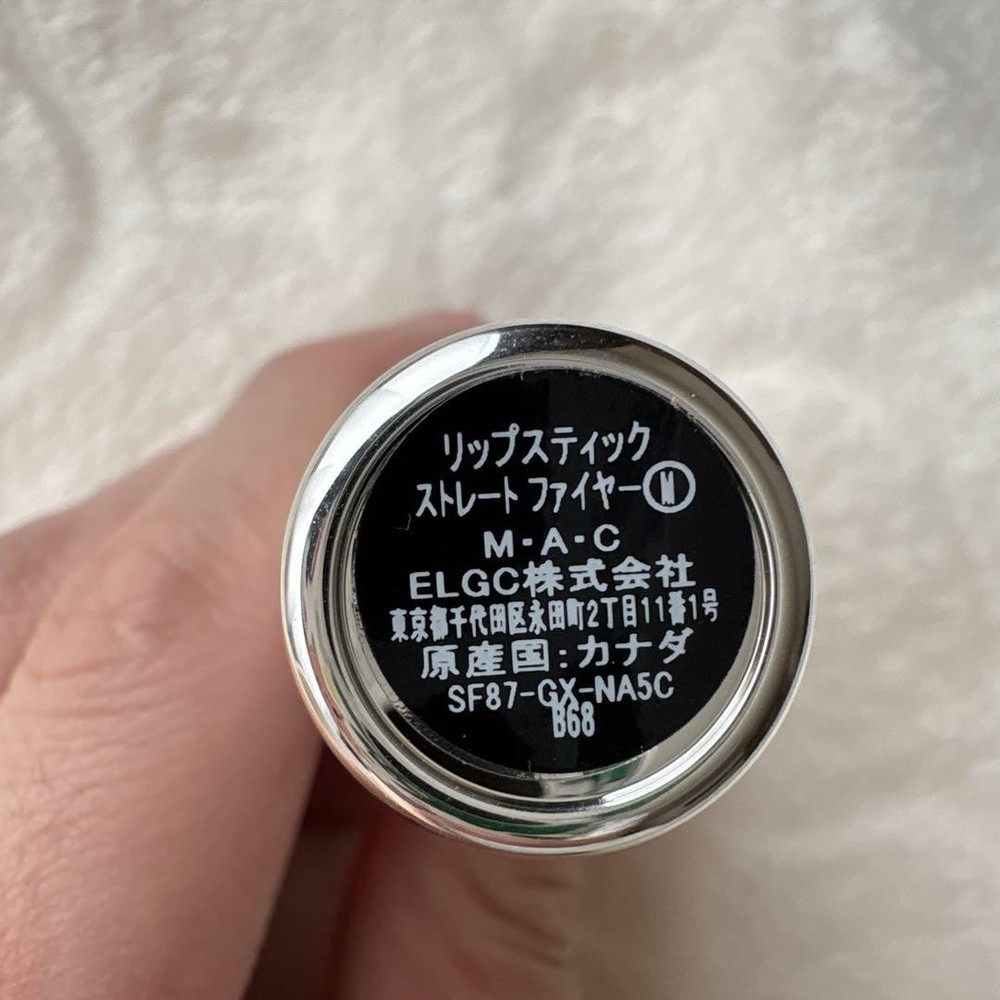 リップスティック
ストレート ファイヤーⓂ
M・A・C
ELGC株式会社
東京都千代田区永田町2丁目11番1号
原産国:カナダ
SF87-GX-NA5C
B68